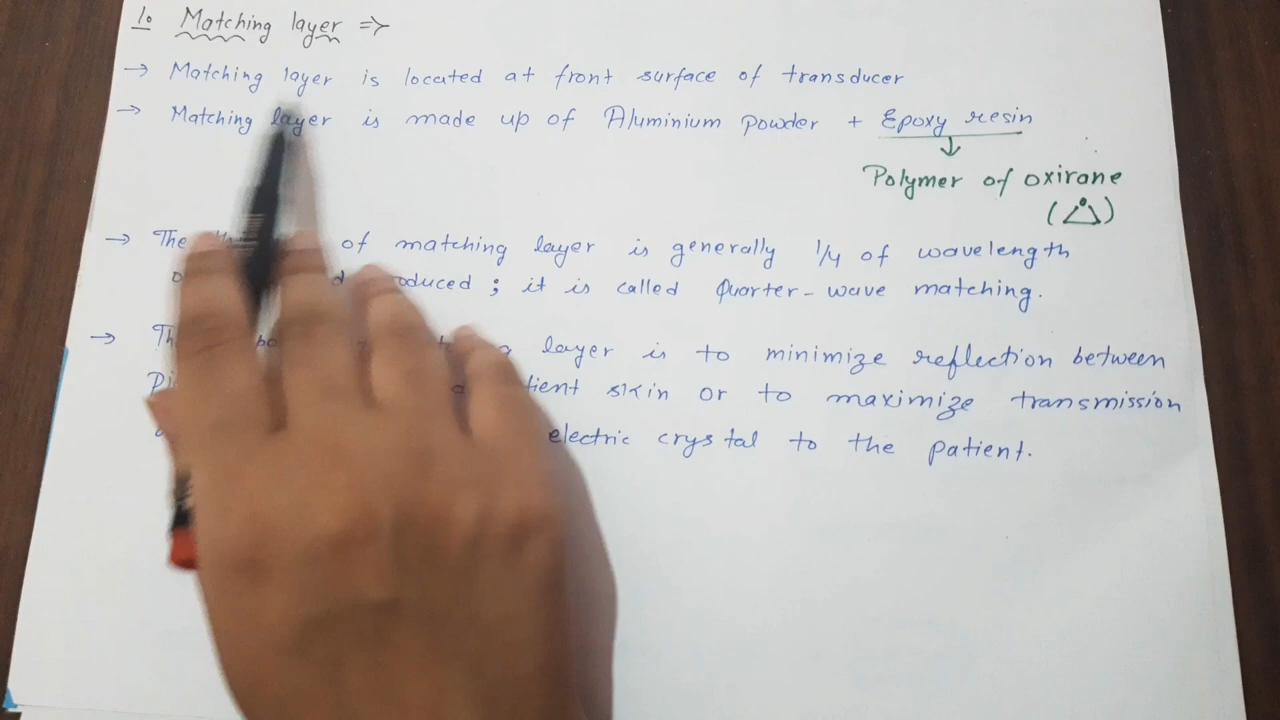 1. Matching layer =>
→ Matching layer is located at front surface of transducer
→ Matching layer is made up of Aluminium powder + Epoxy resin
↓
Polymer of oxirane
(△)
→ The of matching layer is generally 1/4 of wavelength
; it is called Quarter-wave matching.
→ layer is to minimize reflection between
skin or to maximize transmission
electric crystal to the patient.